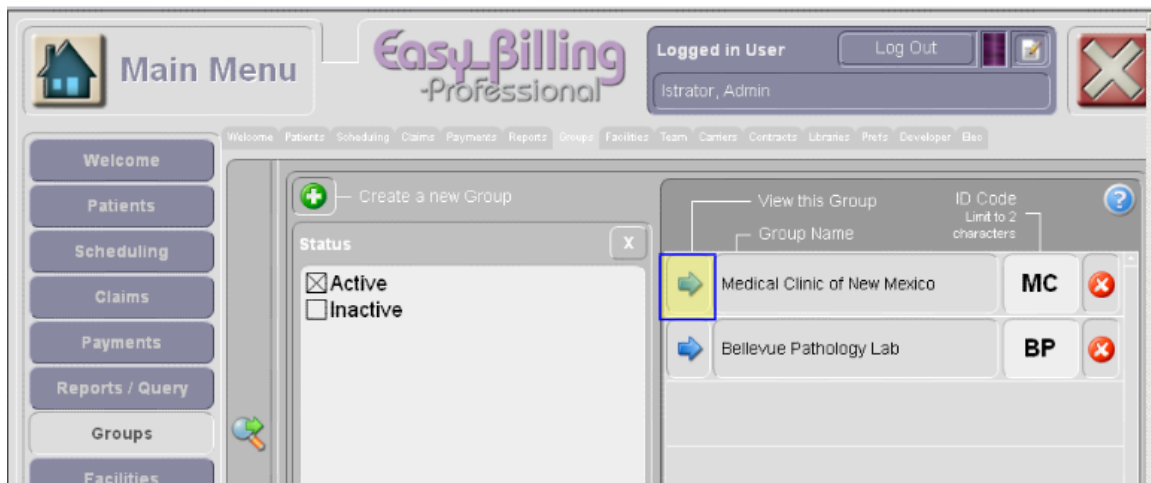 Main Menu
Easy Billing
-Professional
Logged in User
Log Out
Istrator, Admin
Welcome Patients Scheduling Claims Payments Reports Groups Facilities Team Carriers Contracts Libraries Prefs Developer Elec
Welcome
Patients
Scheduling
Claims
Payments
Reports / Query
Groups
Facilities
Create a new Group
Status
X
Active
Inactive
View this Group
Group Name
ID Code
Limit to 2
characters
Medical Clinic of New Mexico MC
Bellevue Pathology Lab BP